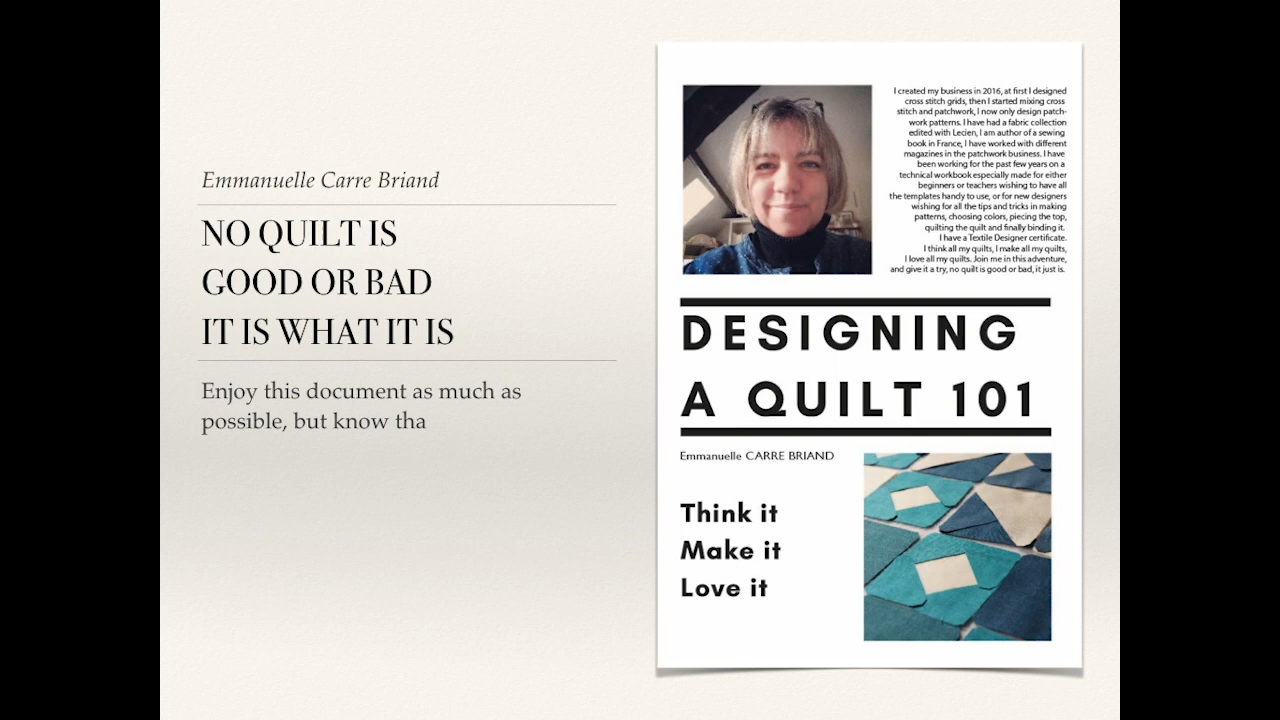 Emmanuelle Carre Briand
NO QUILT IS
GOOD OR BAD
IT IS WHAT IT IS
Enjoy this document as much as
possible, but know tha
I created my business in 2016, at first I designed
cross stitch grids, then I started mixing cross
stitch and patchwork, I now only design patch-
work patterns. I have had a fabric collection
edited with Lecien, I am author of a sewing
book in France, I have worked with different
magazines in the patchwork business. I have
been working for the past few years on a
technical workbook especially made for either
beginners or teachers wishing to have all
the templates handy to use, or for new designers
wishing for all the tips and tricks in making
patterns, choosing colors, piecing the top,
quilting the quilt and finally binding it.
I have a Textile Designer certificate.
I think all my quilts, I make all my quilts,
I love all my quilts. Join me in this adventure,
and give it a try, no quilt is good or bad, it just is.
DESIGNING
A QUILT 101
Emmanuelle CARRE BRIAND
Think it
Make it
Love it